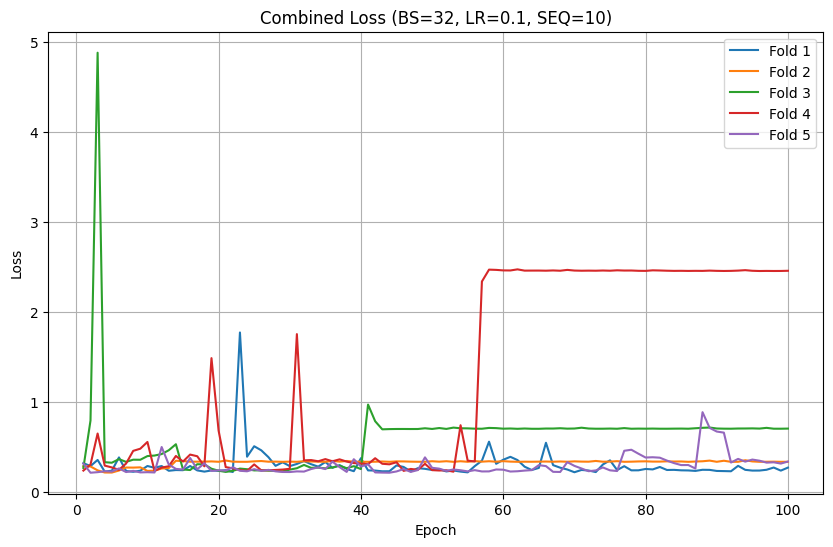 Combined Loss (BS=32, LR=0.1, SEQ=10)
Fold 1
Fold 2
Fold 3
Fold 4
Fold 5
Loss
5
4
3
2
1
0
0 20 40 60 80 100
Epoch